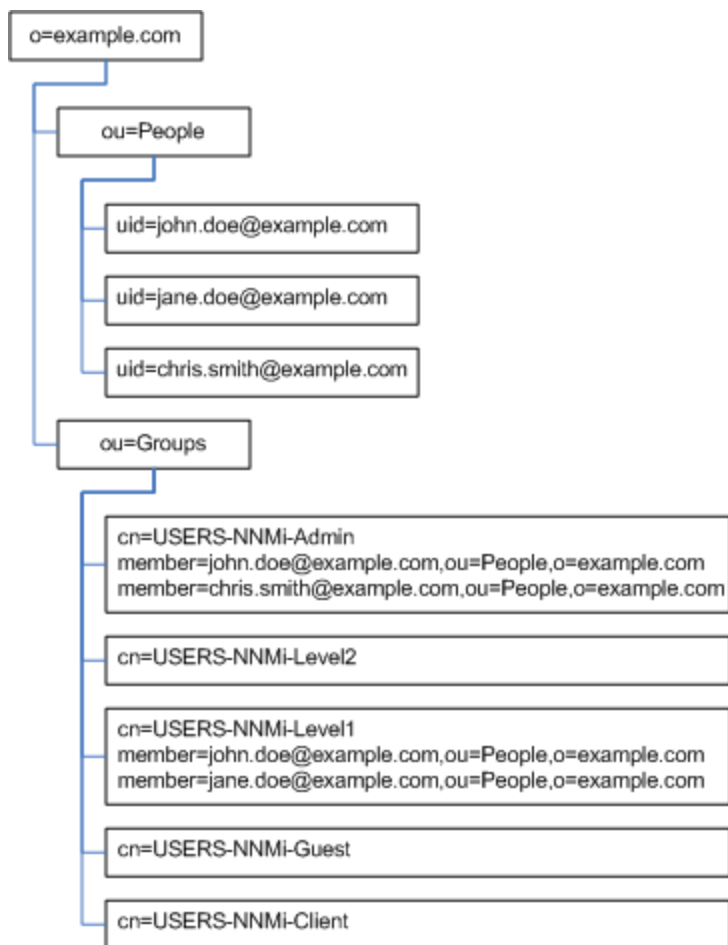 o=example.com
ou=People
uid=john.doe@example.com
uid=jane.doe@example.com
uid=chris.smith@example.com
ou=Groups
cn=USERS-NNMi-Admin
member=john.doe@example.com,ou=People,o=example.com
member=chris.smith@example.com,ou=People,o=example.com
cn=USERS-NNMi-Level2
cn=USERS-NNMi-Level1
member=john.doe@example.com,ou=People,o=example.com
member=jane.doe@example.com,ou=People,o=example.com
cn=USERS-NNMi-Guest
cn=USERS-NNMi-Client